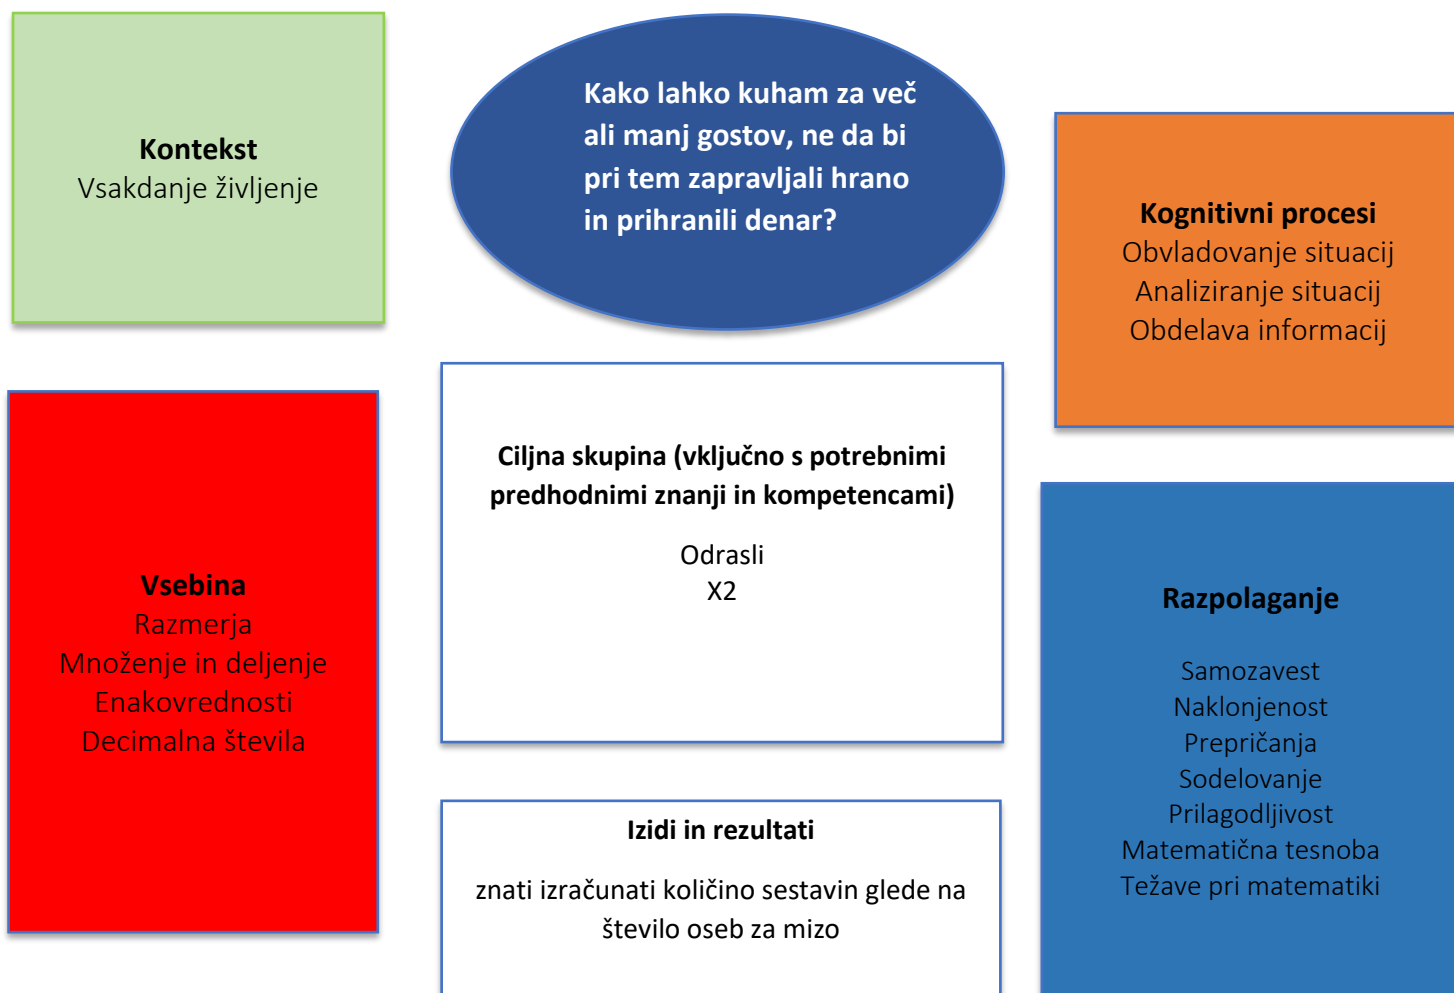 Kontekst
Vsakdanje življenje
Kako lahko kuham za več
ali manj gostov, ne da bi
pri tem zapravljali hrano
in prihranili denar?
Kognitivni procesi
Obvladovanje situacij
Analiziranje situacij
Obdelava informacij
Vsebina
Razmerja
Množenje in deljenje
Enakovrednosti
Decimalna števila
Ciljna skupina (vključno s potrebnimi
predhodnimi znanji in kompetencami)
Odrasli
X2
Razpolaganje
Samozavest
Naklonjenost
Prepričanja
Sodelovanje
Prilagodljivost
Matematična tesnoba
Težave pri matematiki
Izidi in rezultati
znati izračunati količino sestavin glede na
število oseb za mizo